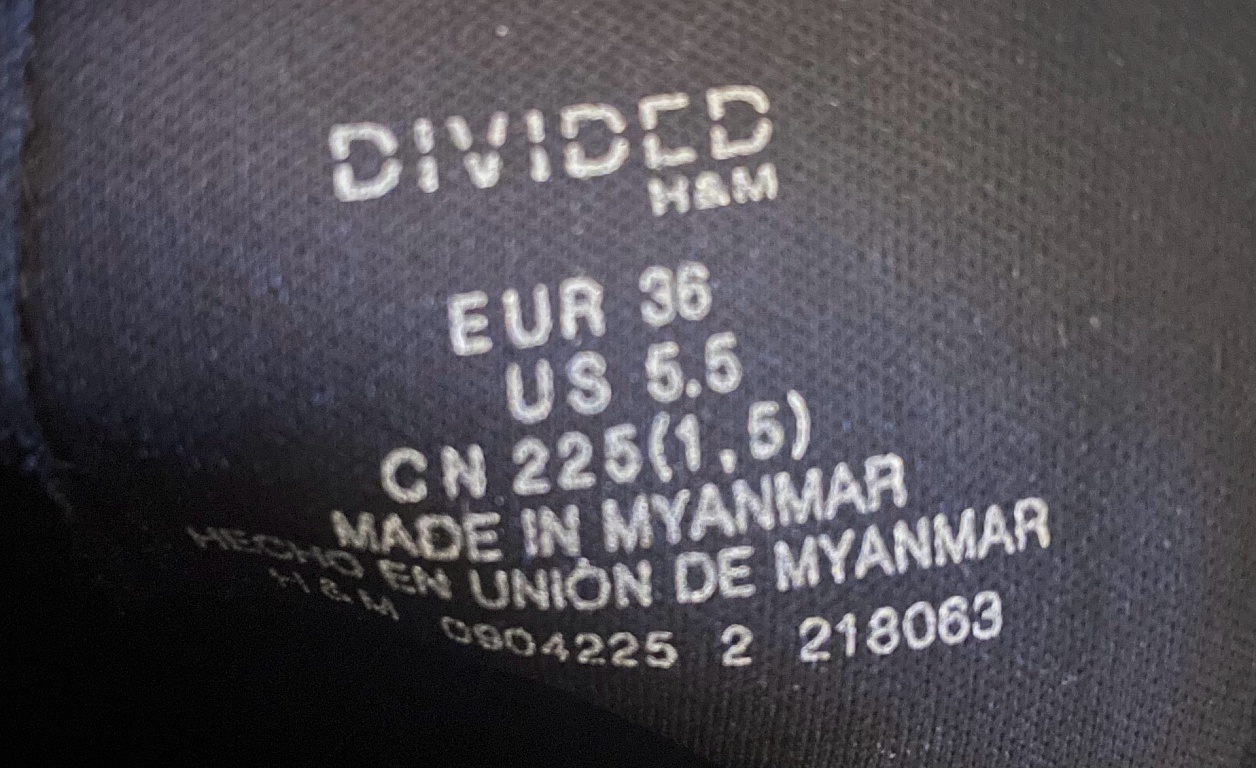 DIVIDED
H&M
EUR 36
US 5.5
CN 225(1,5)
MADE IN MYANMAR
HECHO EN UNIÓN DE MYANMAR
H&M 0904225 2 218063